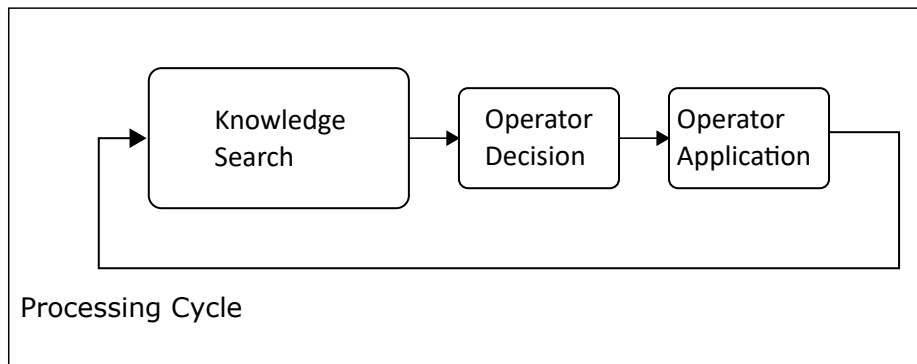 Knowledge
Search
Operator
Decision
Operator
Application
Processing Cycle